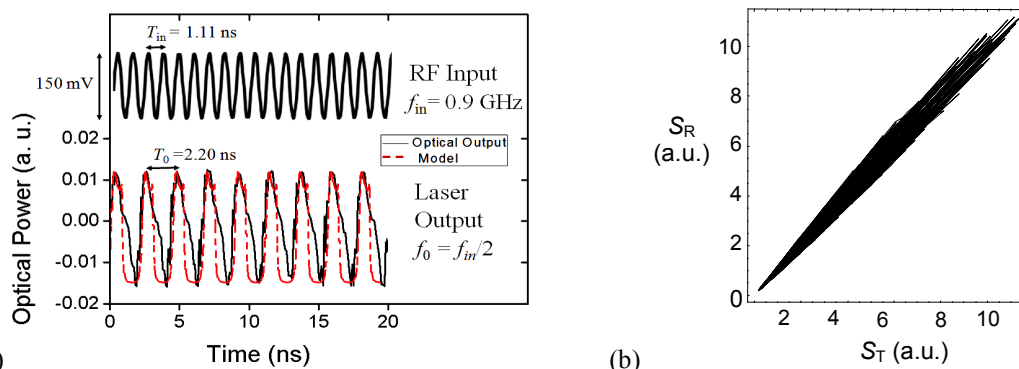 T_in = 1.11 ns
150 mV
RF Input
f_in = 0.9 GHz
Optical Power (a. u.)
0.02
0.01
0.00
-0.01
-0.02
T_0 =2.20 ns
Optical Output
Model
Laser
Output
f_0 = f_in/2
0 5 10 15 20
Time (ns)
)
S_R
(a.u.)
10
8
6
4
2
0
2 4 6 8 10
S_T (a.u.)
(b)